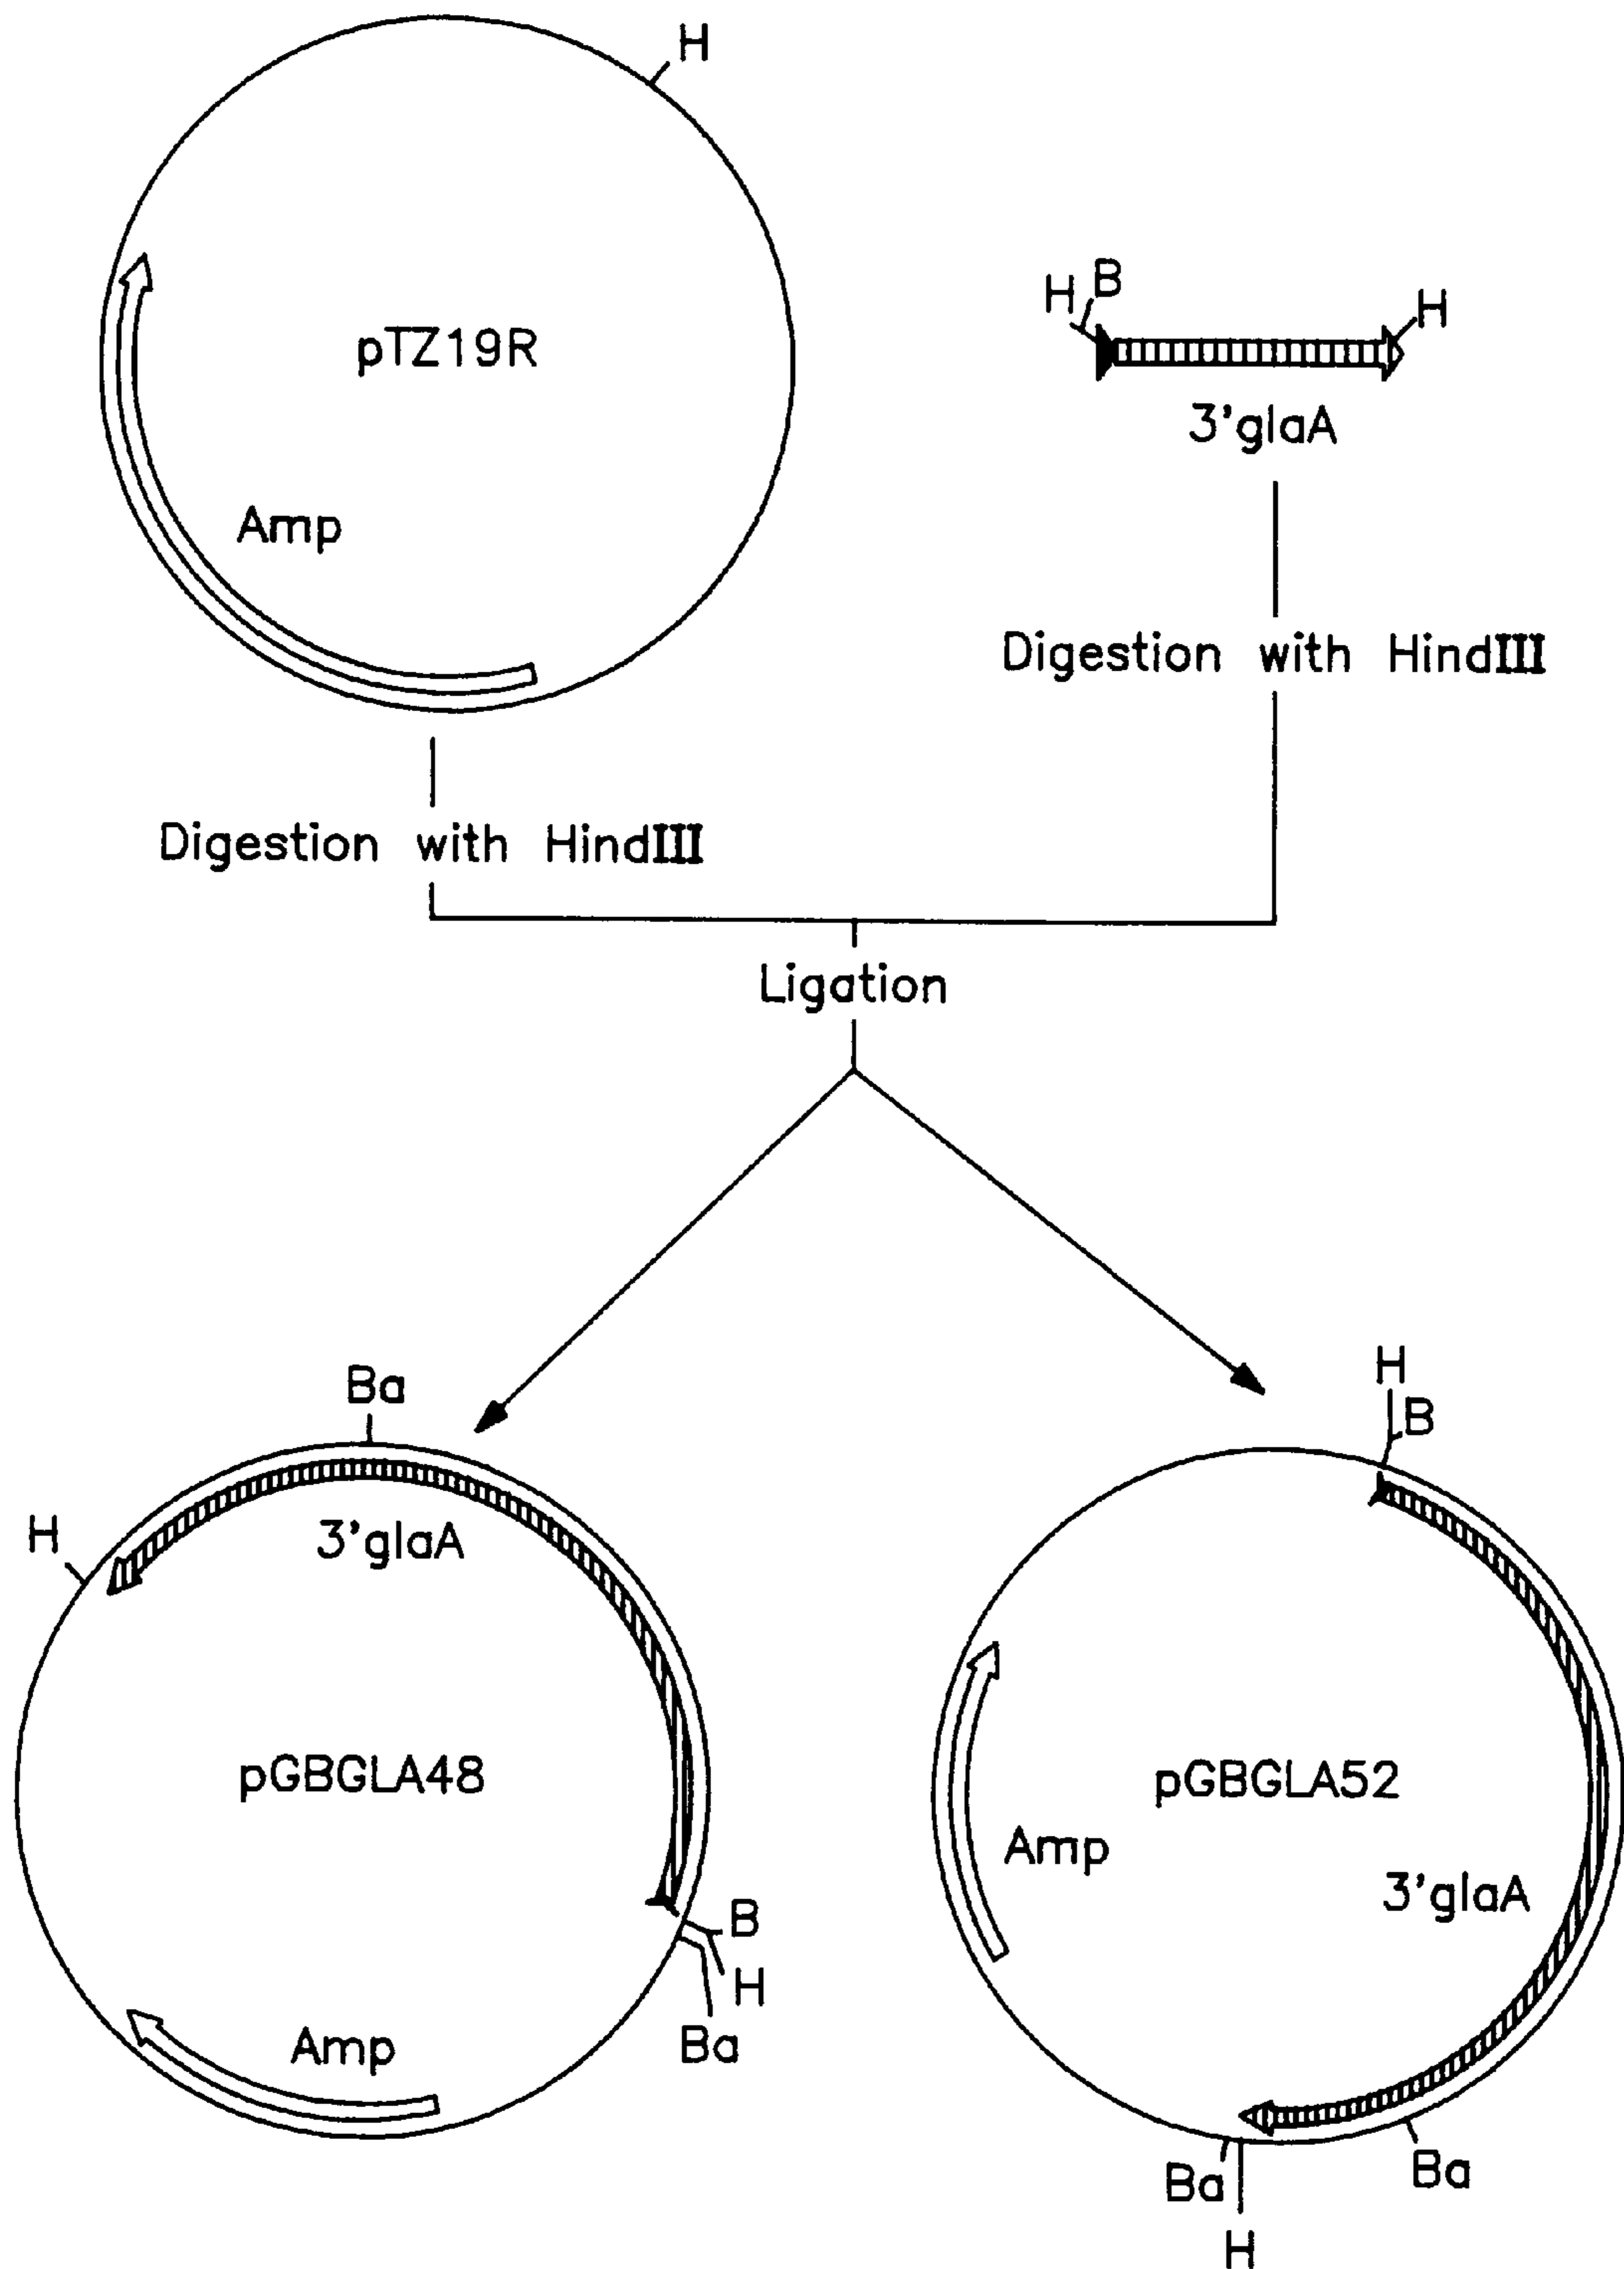 H
pTZ19R
Amp
H
B
H
3'glaA
Digestion with HindIII
Digestion with HindIII
Ligation
Ba
H
3'glaA
pGBGLA48
Amp
B
H
Ba
H
B
pGBGLA52
Amp
3'glaA
Ba
Ba
H